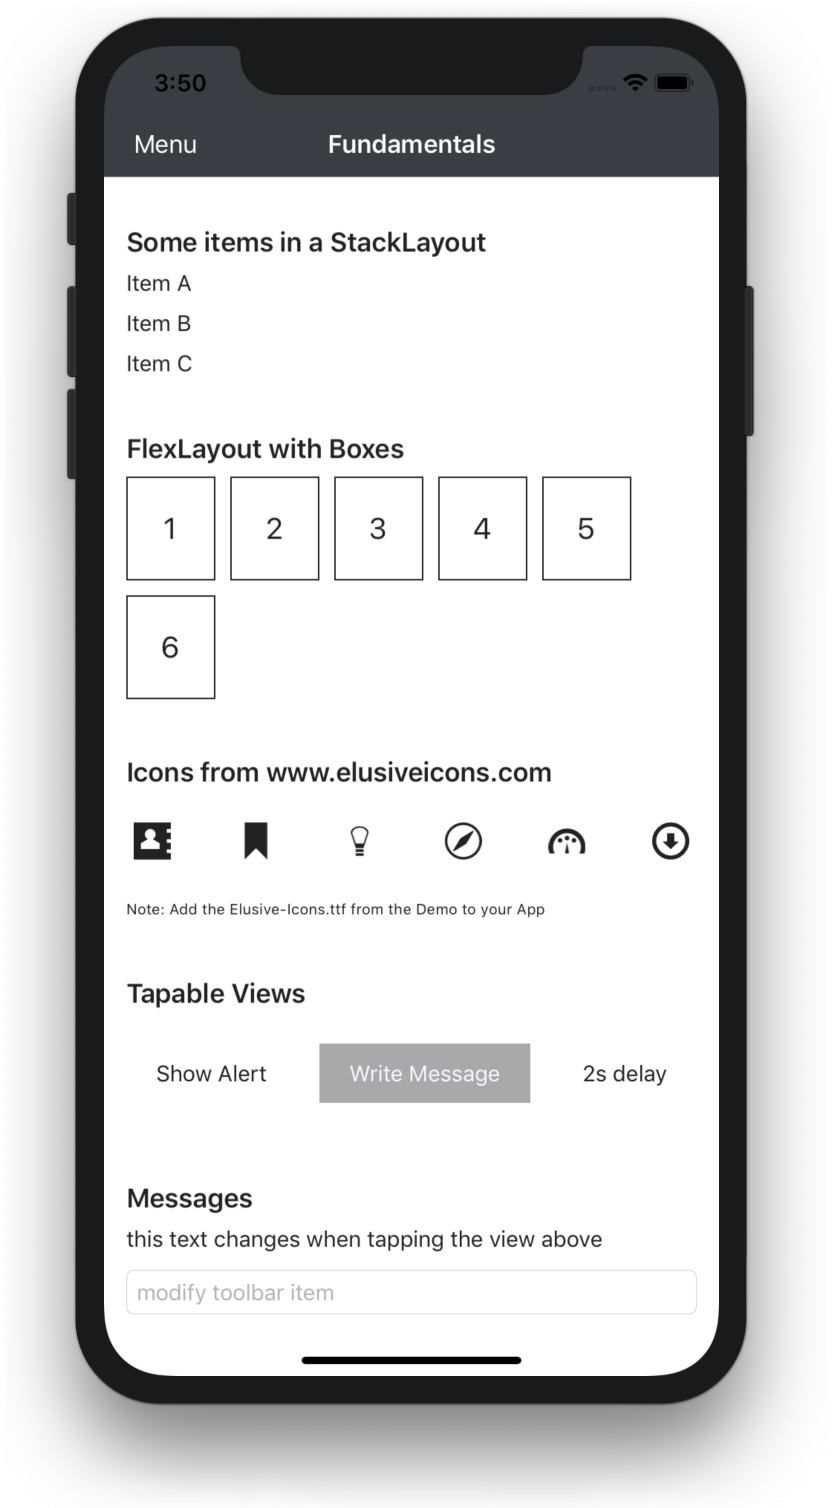 3:50
Menu Fundamentals
Some items in a StackLayout
Item A
Item B
Item C
FlexLayout with Boxes
1 2 3 4 5
6
Icons from www.elusiveicons.com
Note: Add the Elusive-Icons.ttf from the Demo to your App
Tapable Views
Show Alert Write Message 2s delay
Messages
this text changes when tapping the view above
modify toolbar item